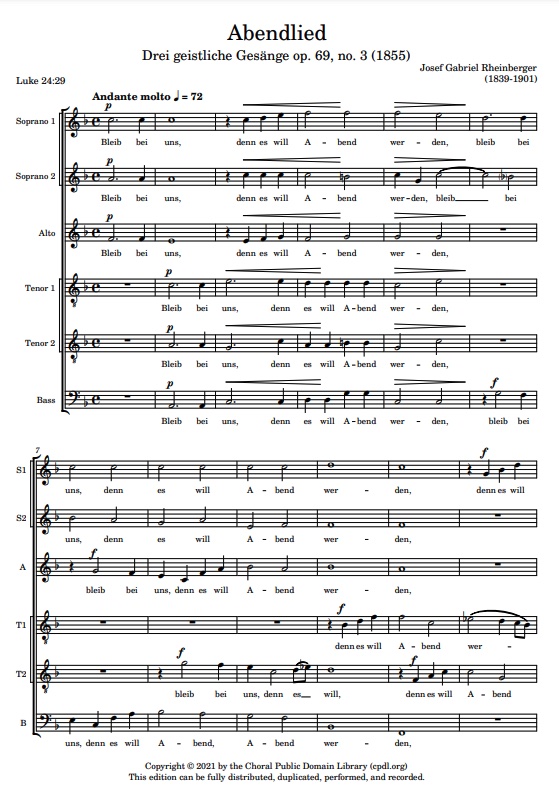 Abendlied
Drei geistliche Gesänge op. 69, no. 3 (1855)
Josef Gabriel Rheinberger
(1839-1901)
Luke 24:29
Andante molto ♩ = 72
p
Soprano 1
Bleib bei uns, denn es will A - bend wer - den, bleib bei
p
Soprano 2
Bleib bei uns, denn es will A - bend wer - den, bleib bei
p
Alto
Bleib bei uns, denn es will A - bend wer - den,
p
Tenor 1
Bleib bei uns, denn es will A - bend wer - den,
p
Tenor 2
Bleib bei uns, denn es will A - bend wer - den,
p f
Bass
Bleib bei uns, denn es will A - bend wer - den, bleib bei
7
f
S1
uns, denn es will A - bend wer - den, denn es will
S2
uns, denn es will A - bend wer - den,
f
A
bleib bei uns, denn es will A - bend wer - den,
f
T1
denn es will A - bend wer -
f f
T2
bleib bei uns, denn es will, denn es will A - bend
B
uns, denn es will A - bend wer - den,
Copyright © 2021 by the Choral Public Domain Library (cpdl.org)
This edition can be fully distributed, duplicated, performed, and recorded.